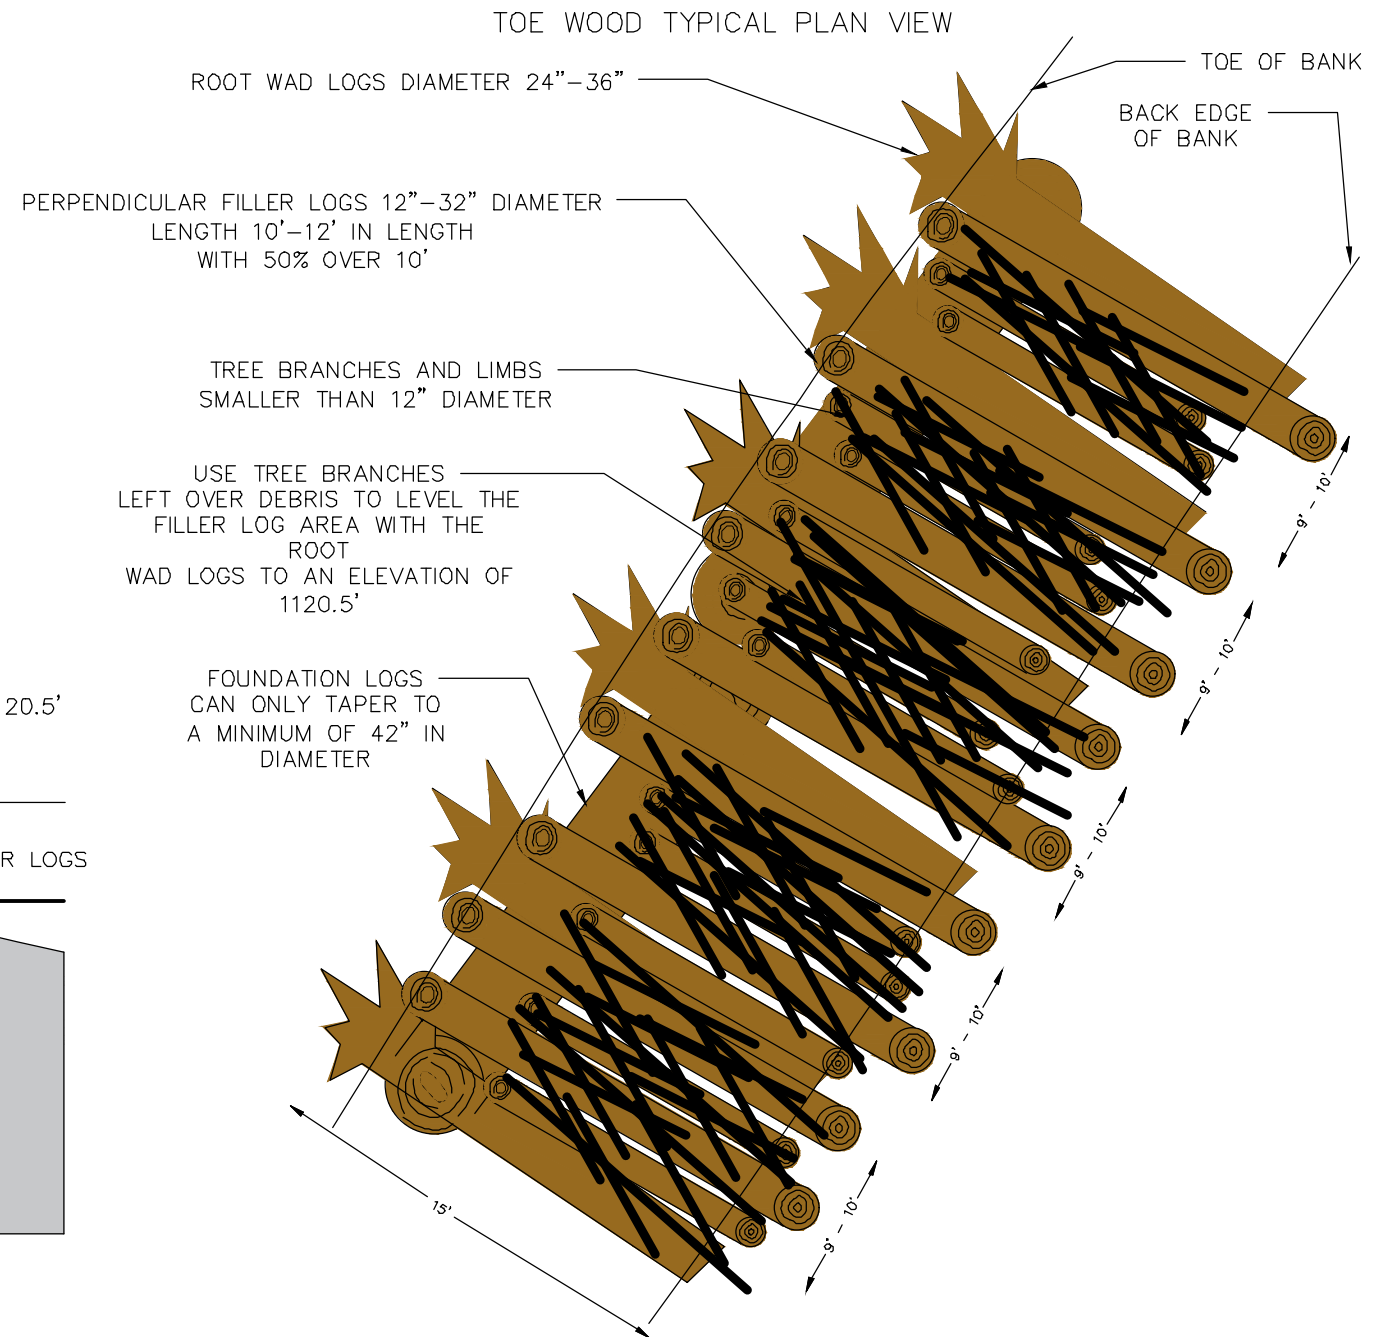 TOE WOOD TYPICAL PLAN VIEW
ROOT WAD LOGS DIAMETER 24"-36"
TOE OF BANK
BACK EDGE
OF BANK
PERPENDICULAR FILLER LOGS 12"-32" DIAMETER
LENGTH 10'-12' IN LENGTH
WITH 50% OVER 10'
TREE BRANCHES AND LIMBS
SMALLER THAN 12" DIAMETER
USE TREE BRANCHES
LEFT OVER DEBRIS TO LEVEL THE
FILLER LOG AREA WITH THE
ROOT
WAD LOGS TO AN ELEVATION OF
1120.5'
FOUNDATION LOGS
CAN ONLY TAPER TO
A MINIMUM OF 42" IN
DIAMETER
20.5'
R LOGS
9' - 10'
9' - 10'
9' - 10'
9' - 10'
9' - 10'
15'